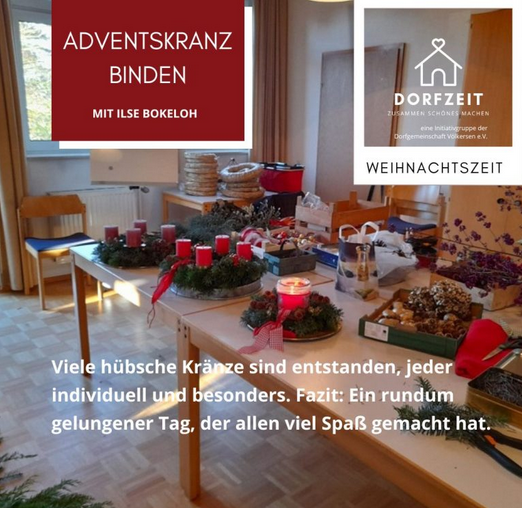 ADVENTSKRANZ
BINDEN
MIT ILSE BOKELOH
DORFZEIT
ZUSAMMEN SCHÖNES MACHEN
eine Initiativgruppe der
Dorfgemeinschaft Völkersen e.V.
WEIHNACHTSZEIT
Viele hübsche Kränze sind entstanden, jeder
individuell und besonders. Fazit: Ein rundum
gelungener Tag, der allen viel Spaß gemacht hat.